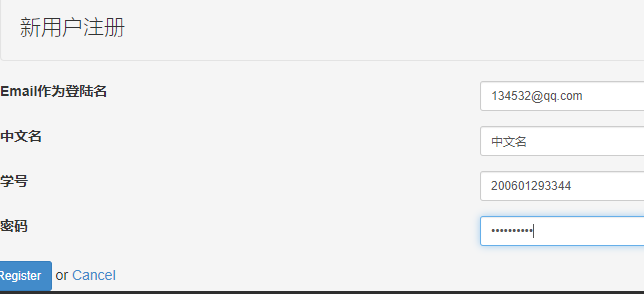 新用户注册
Email作为登陆名
134532@qq.com
中文名
中文名
学号
200601293344
密码
••••••••••
Register or Cancel